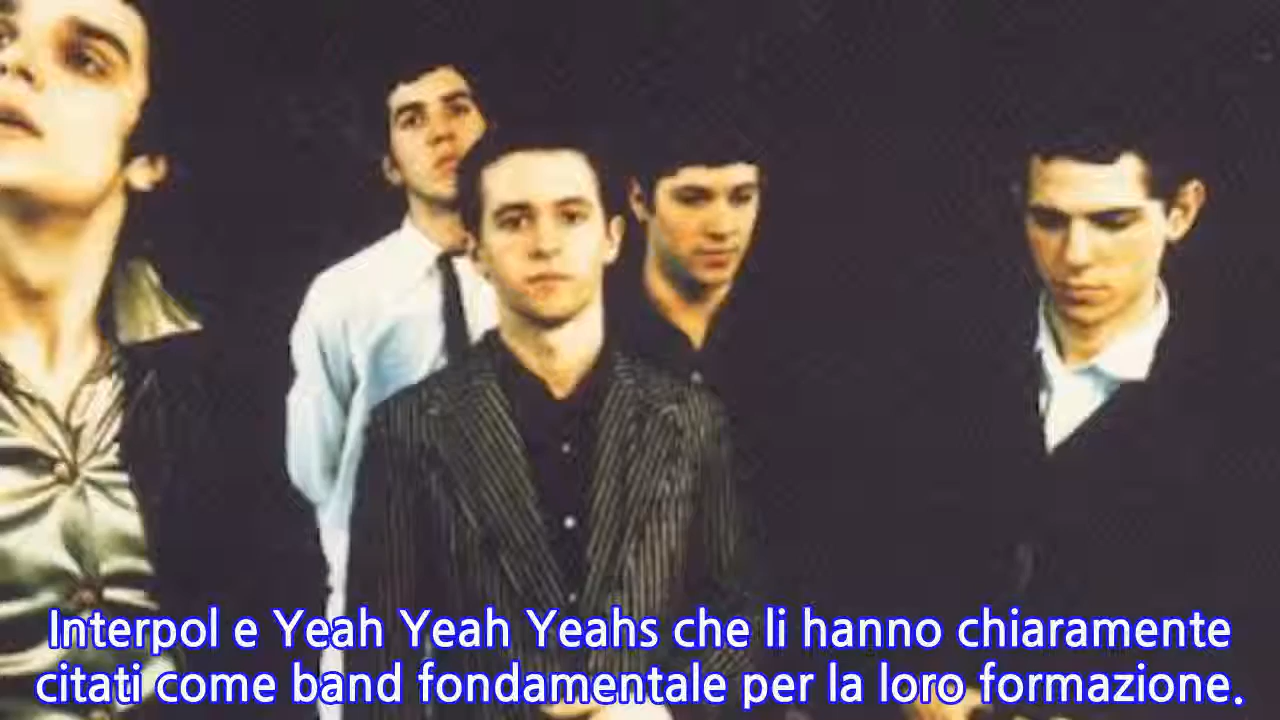 Interpol e Yeah Yeah Yeahs che li hanno chiaramente
citati come band fondamentale per la loro formazione.